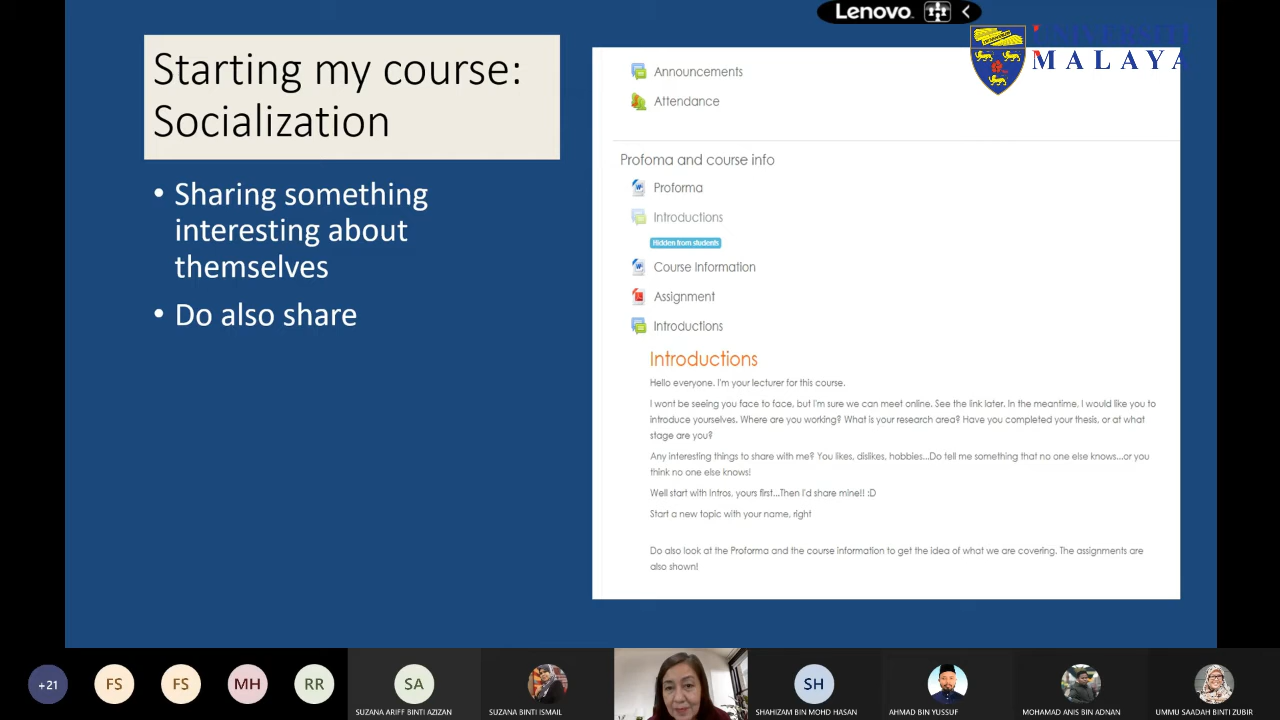 Lenovo
UNIVERSITI
MALAYA
Starting my course:
Socialization
• Sharing something
interesting about
themselves
• Do also share
Announcements
Attendance
Profoma and course info
Proforma
Introductions
Hidden from students
Course Information
Assignment
Introductions
Introductions
Hello everyone. I'm your lecturer for this course.
I wont be seeing you face to face, but I'm sure we can meet online. See the link later. In the meantime, I would like you to
introduce yourselves. Where are you working? What is your research area? Have you completed your thesis, or at what
stage are you?
Any interesting things to share with me? You likes, dislikes, hobbies...Do tell me something that no one else knows...or you
think no one else knows!
Well start with Intros, yours first...Then I'd share mine!! :D
Start a new topic with your name, right
Do also look at the Proforma and the course information to get the idea of what we are covering. The assignments are
also shown!
+21
FS
FS
MH
RR
SA
SH
SUZANA ARIFF BINTI AZIZAN
SUZANA BINTI ISMAIL
SHAHIZAM BIN MOHD HASAN
AHMAD BIN YUSSUF
MOHAMAD ANIS BIN ADNAN
UMMU SAADAH BINTI ZUBIR